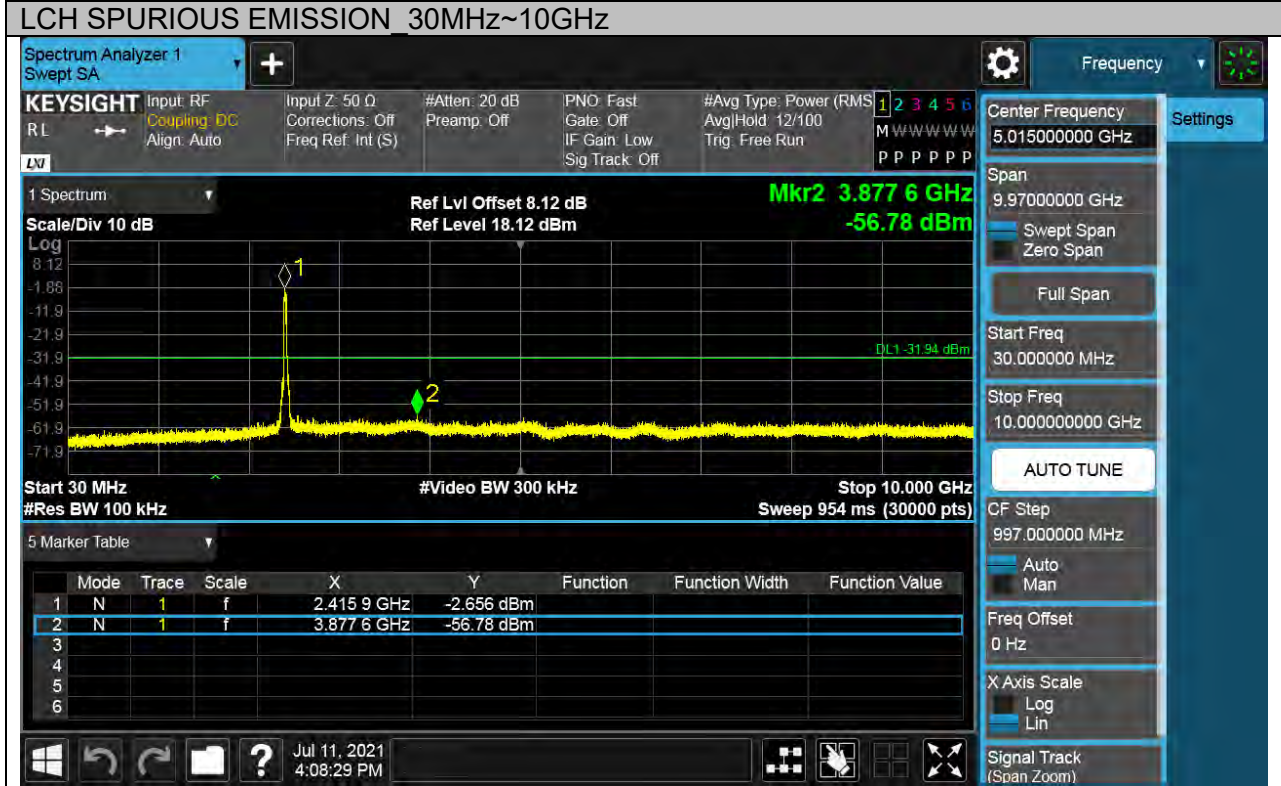 LCH SPURIOUS EMISSION_30MHz~10GHz
Spectrum Analyzer 1
Swept SA
+
Frequency
KEYSIGHT
RL
LXI
Input: RF
Coupling: DC
Align: Auto
Input Z: 50 Ω
Corrections: Off
Freq Ref: Int (S)
#Atten: 20 dB
Preamp: Off
PNO: Fast
Gate: Off
IF Gain: Low
Sig Track: Off
#Avg Type: Power (RMS
Avg|Hold: 12/100
Trig: Free Run
1 2 3 4 5 6
M W W W W W
P P P P P P
Center Frequency
5.015000000 GHz
Settings
1 Spectrum
Scale/Div 10 dB
Ref Lvl Offset 8.12 dB
Ref Level 18.12 dBm
Mkr2 3.877 6 GHz
-56.78 dBm
Log
8.12
-1.88
-11.9
-21.9
-31.9
-41.9
-51.9
-61.9
-71.9
1
2
DL1 -31.94 dBm
Start 30 MHz
#Res BW 100 kHz
#Video BW 300 kHz
Stop 10.000 GHz
Sweep 954 ms (30000 pts)
Span
9.97000000 GHz
Swept Span
Zero Span
Full Span
Start Freq
30.000000 MHz
Stop Freq
10.000000000 GHz
AUTO TUNE
CF Step
997.000000 MHz
Auto
Man
Freq Offset
0 Hz
X Axis Scale
Log
Lin
Signal Track
(Span Zoom)
5 Marker Table
Mode Trace Scale X Y Function Function Width Function Value
1 N 1 f 2.415 9 GHz -2.656 dBm
2 N 1 f 3.877 6 GHz -56.78 dBm
3
4
5
6
?
Jul 11, 2021
4:08:29 PM